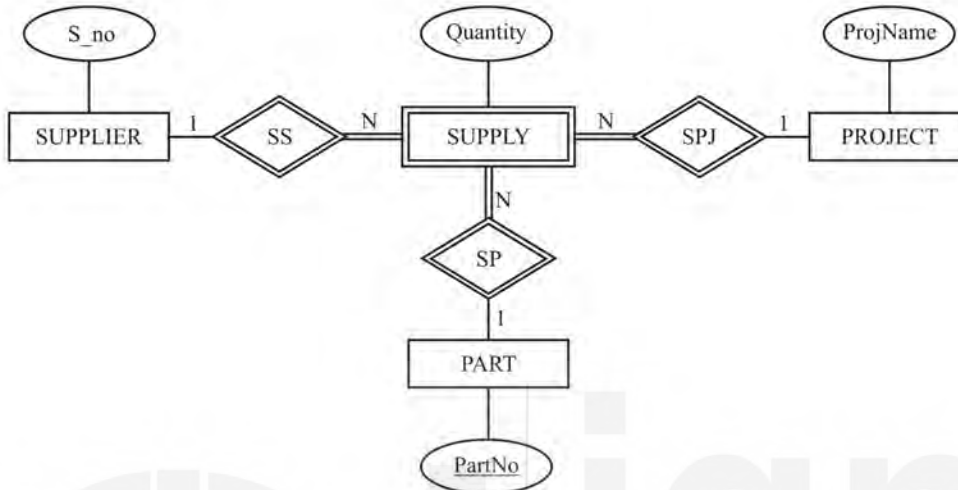 S_no
Quantity
ProjName
SUPPLIER
1
SS
N
SUPPLY
N
SPJ
1
PROJECT
N
SP
1
PART
PartNo